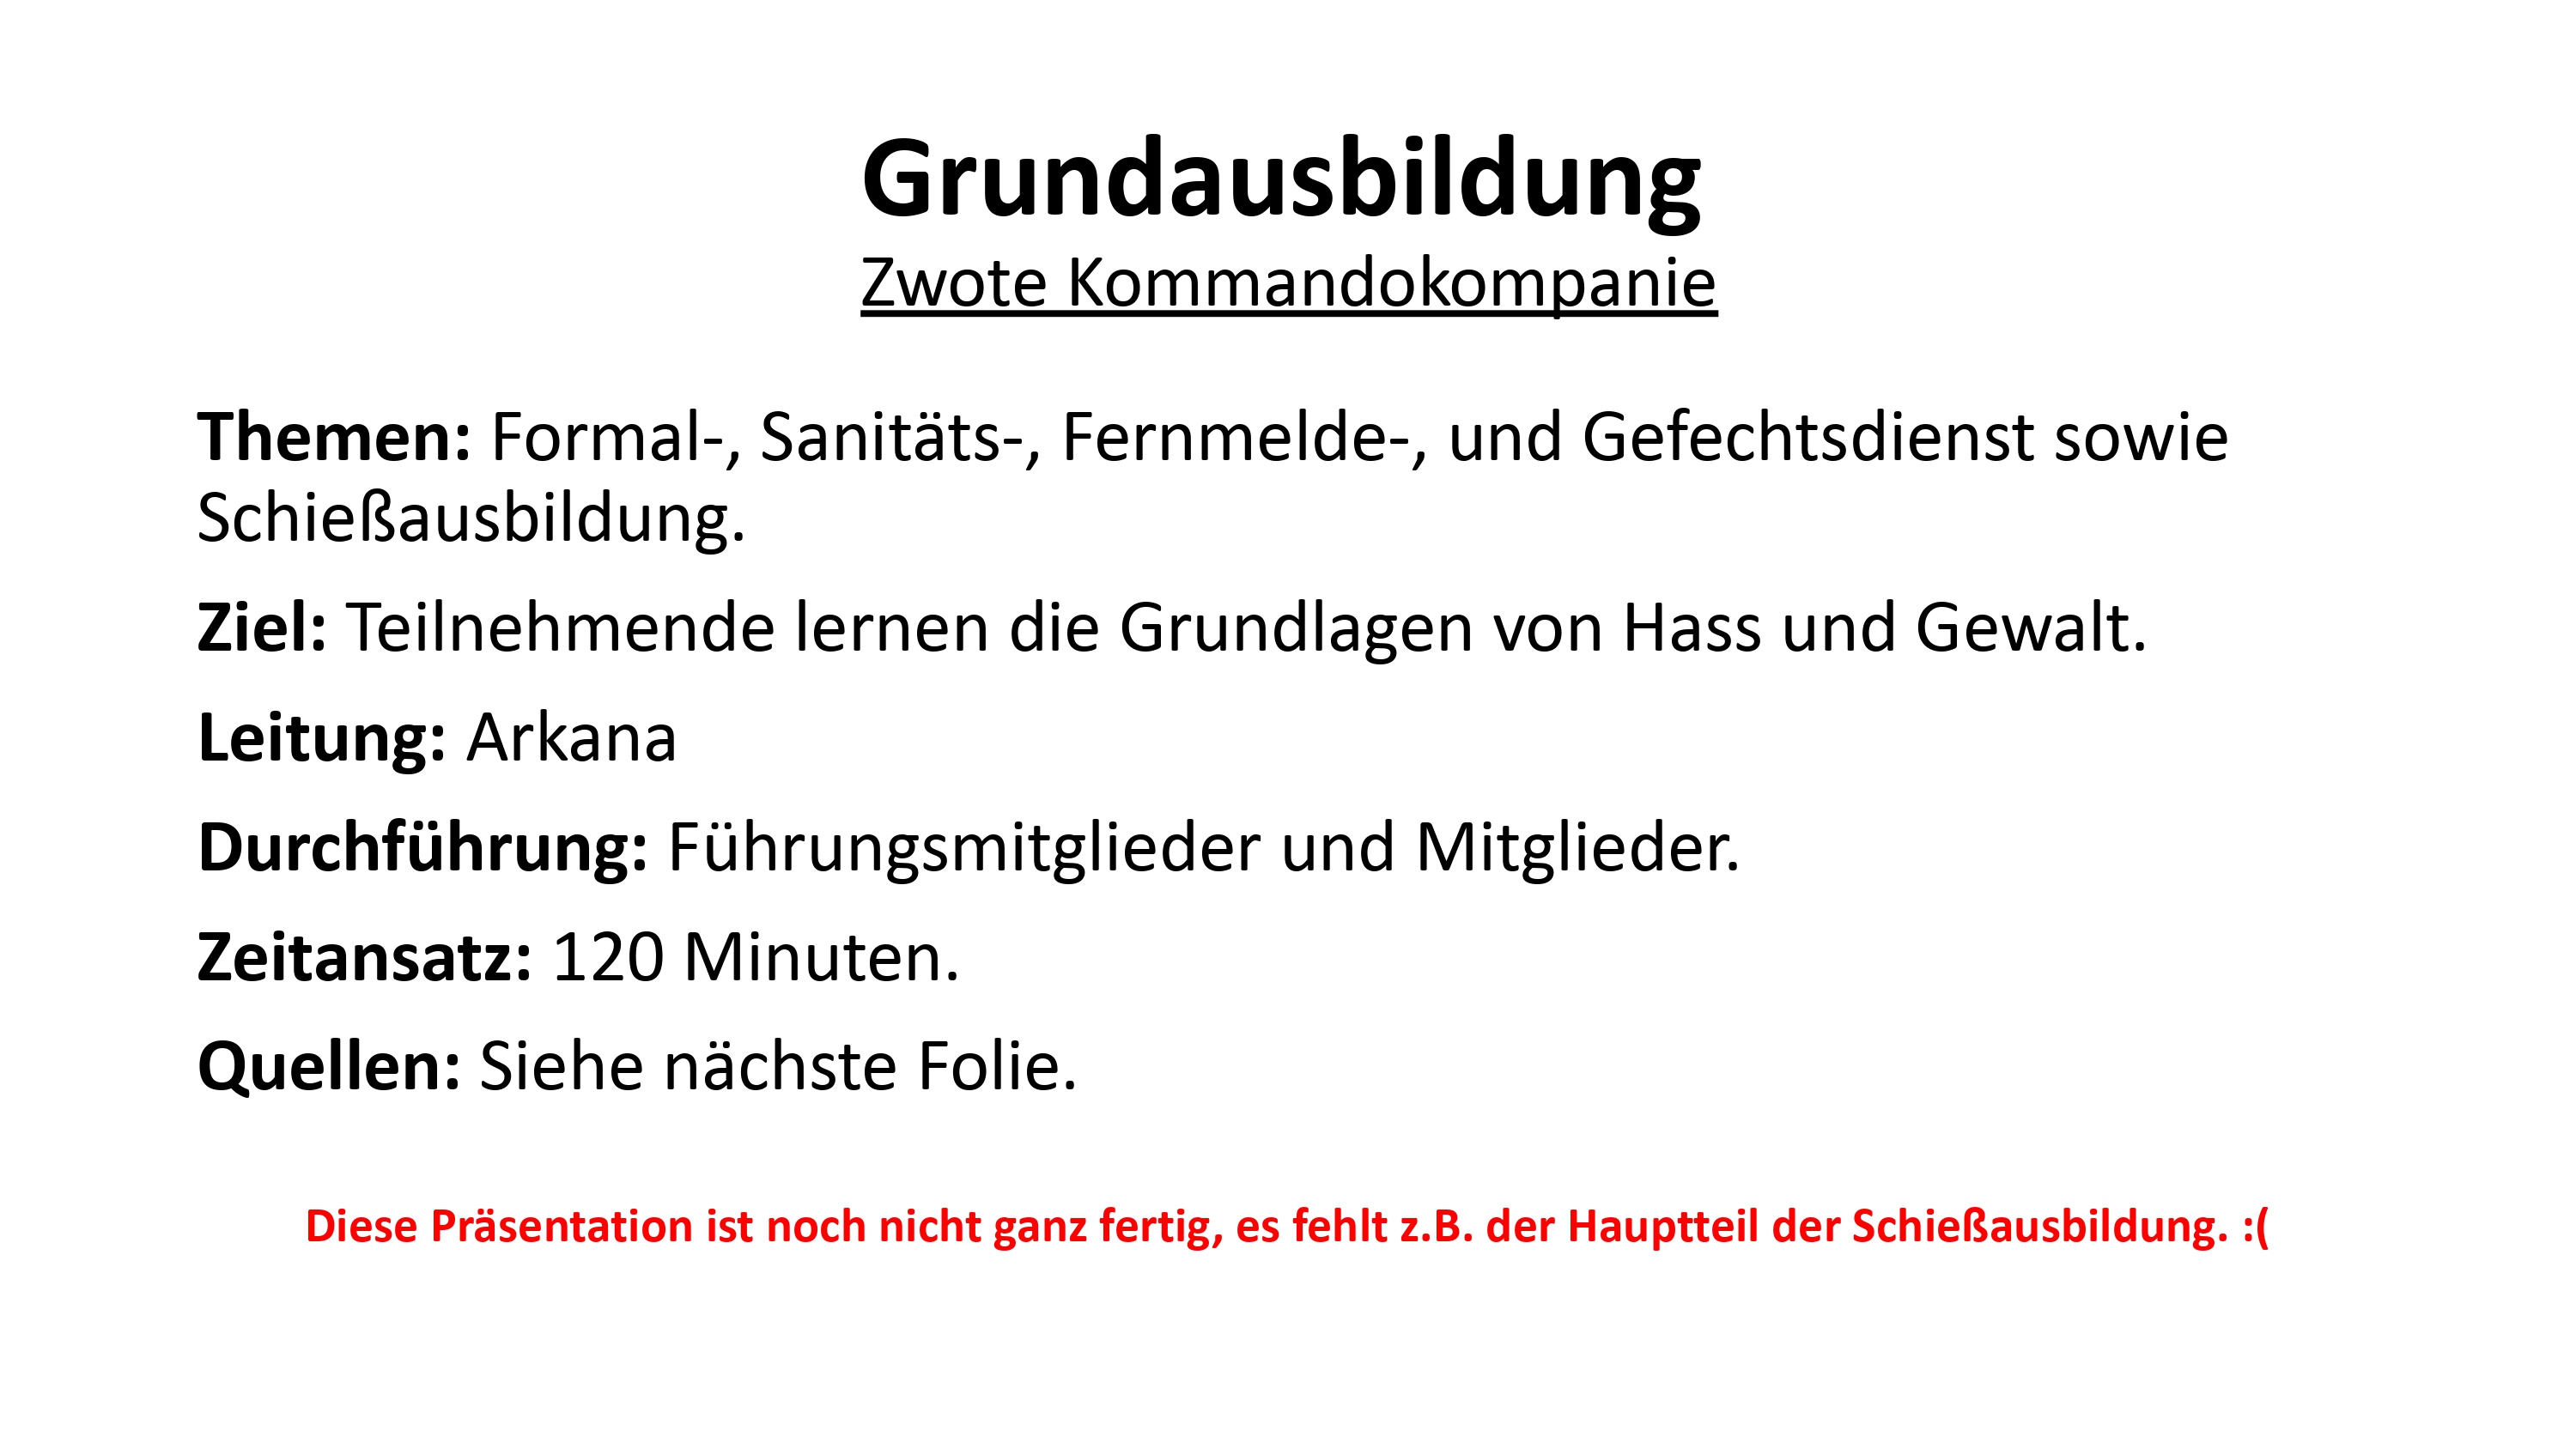 Grundausbildung
Zwote Kommandokompanie
Themen: Formal-, Sanitäts-, Fernmelde-, und Gefechtsdienst sowie
Schießausbildung.
Ziel: Teilnehmende lernen die Grundlagen von Hass und Gewalt.
Leitung: Arkana
Durchführung: Führungsmitglieder und Mitglieder.
Zeitansatz: 120 Minuten.
Quellen: Siehe nächste Folie.
Diese Präsentation ist noch nicht ganz fertig, es fehlt z.B. der Hauptteil der Schießausbildung. :(